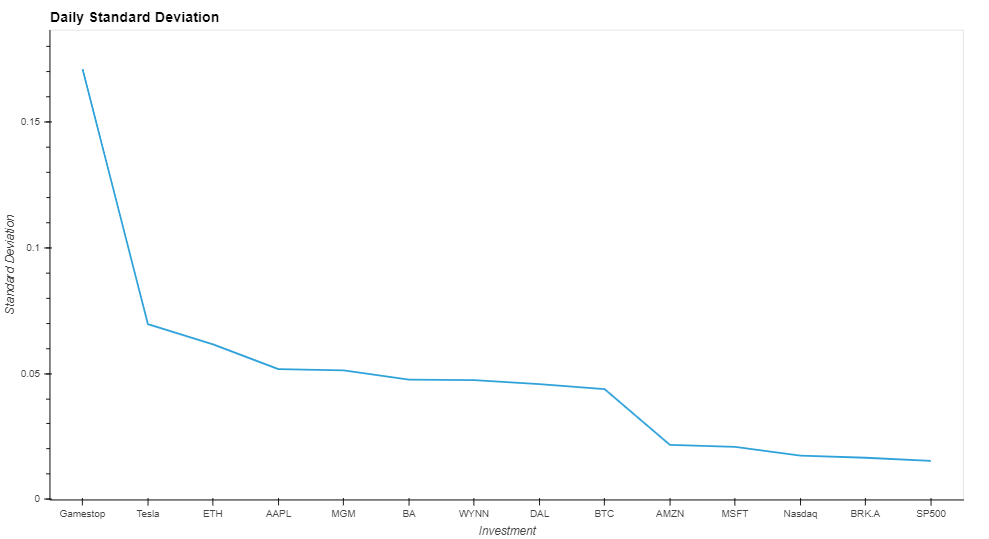 Daily Standard Deviation
Standard Deviation
0.15
0.1
0.05
0
Gamestop Tesla ETH AAPL MGM BA WYNN DAL BTC AMZN MSFT Nasdaq BRK.A SP500
Investment